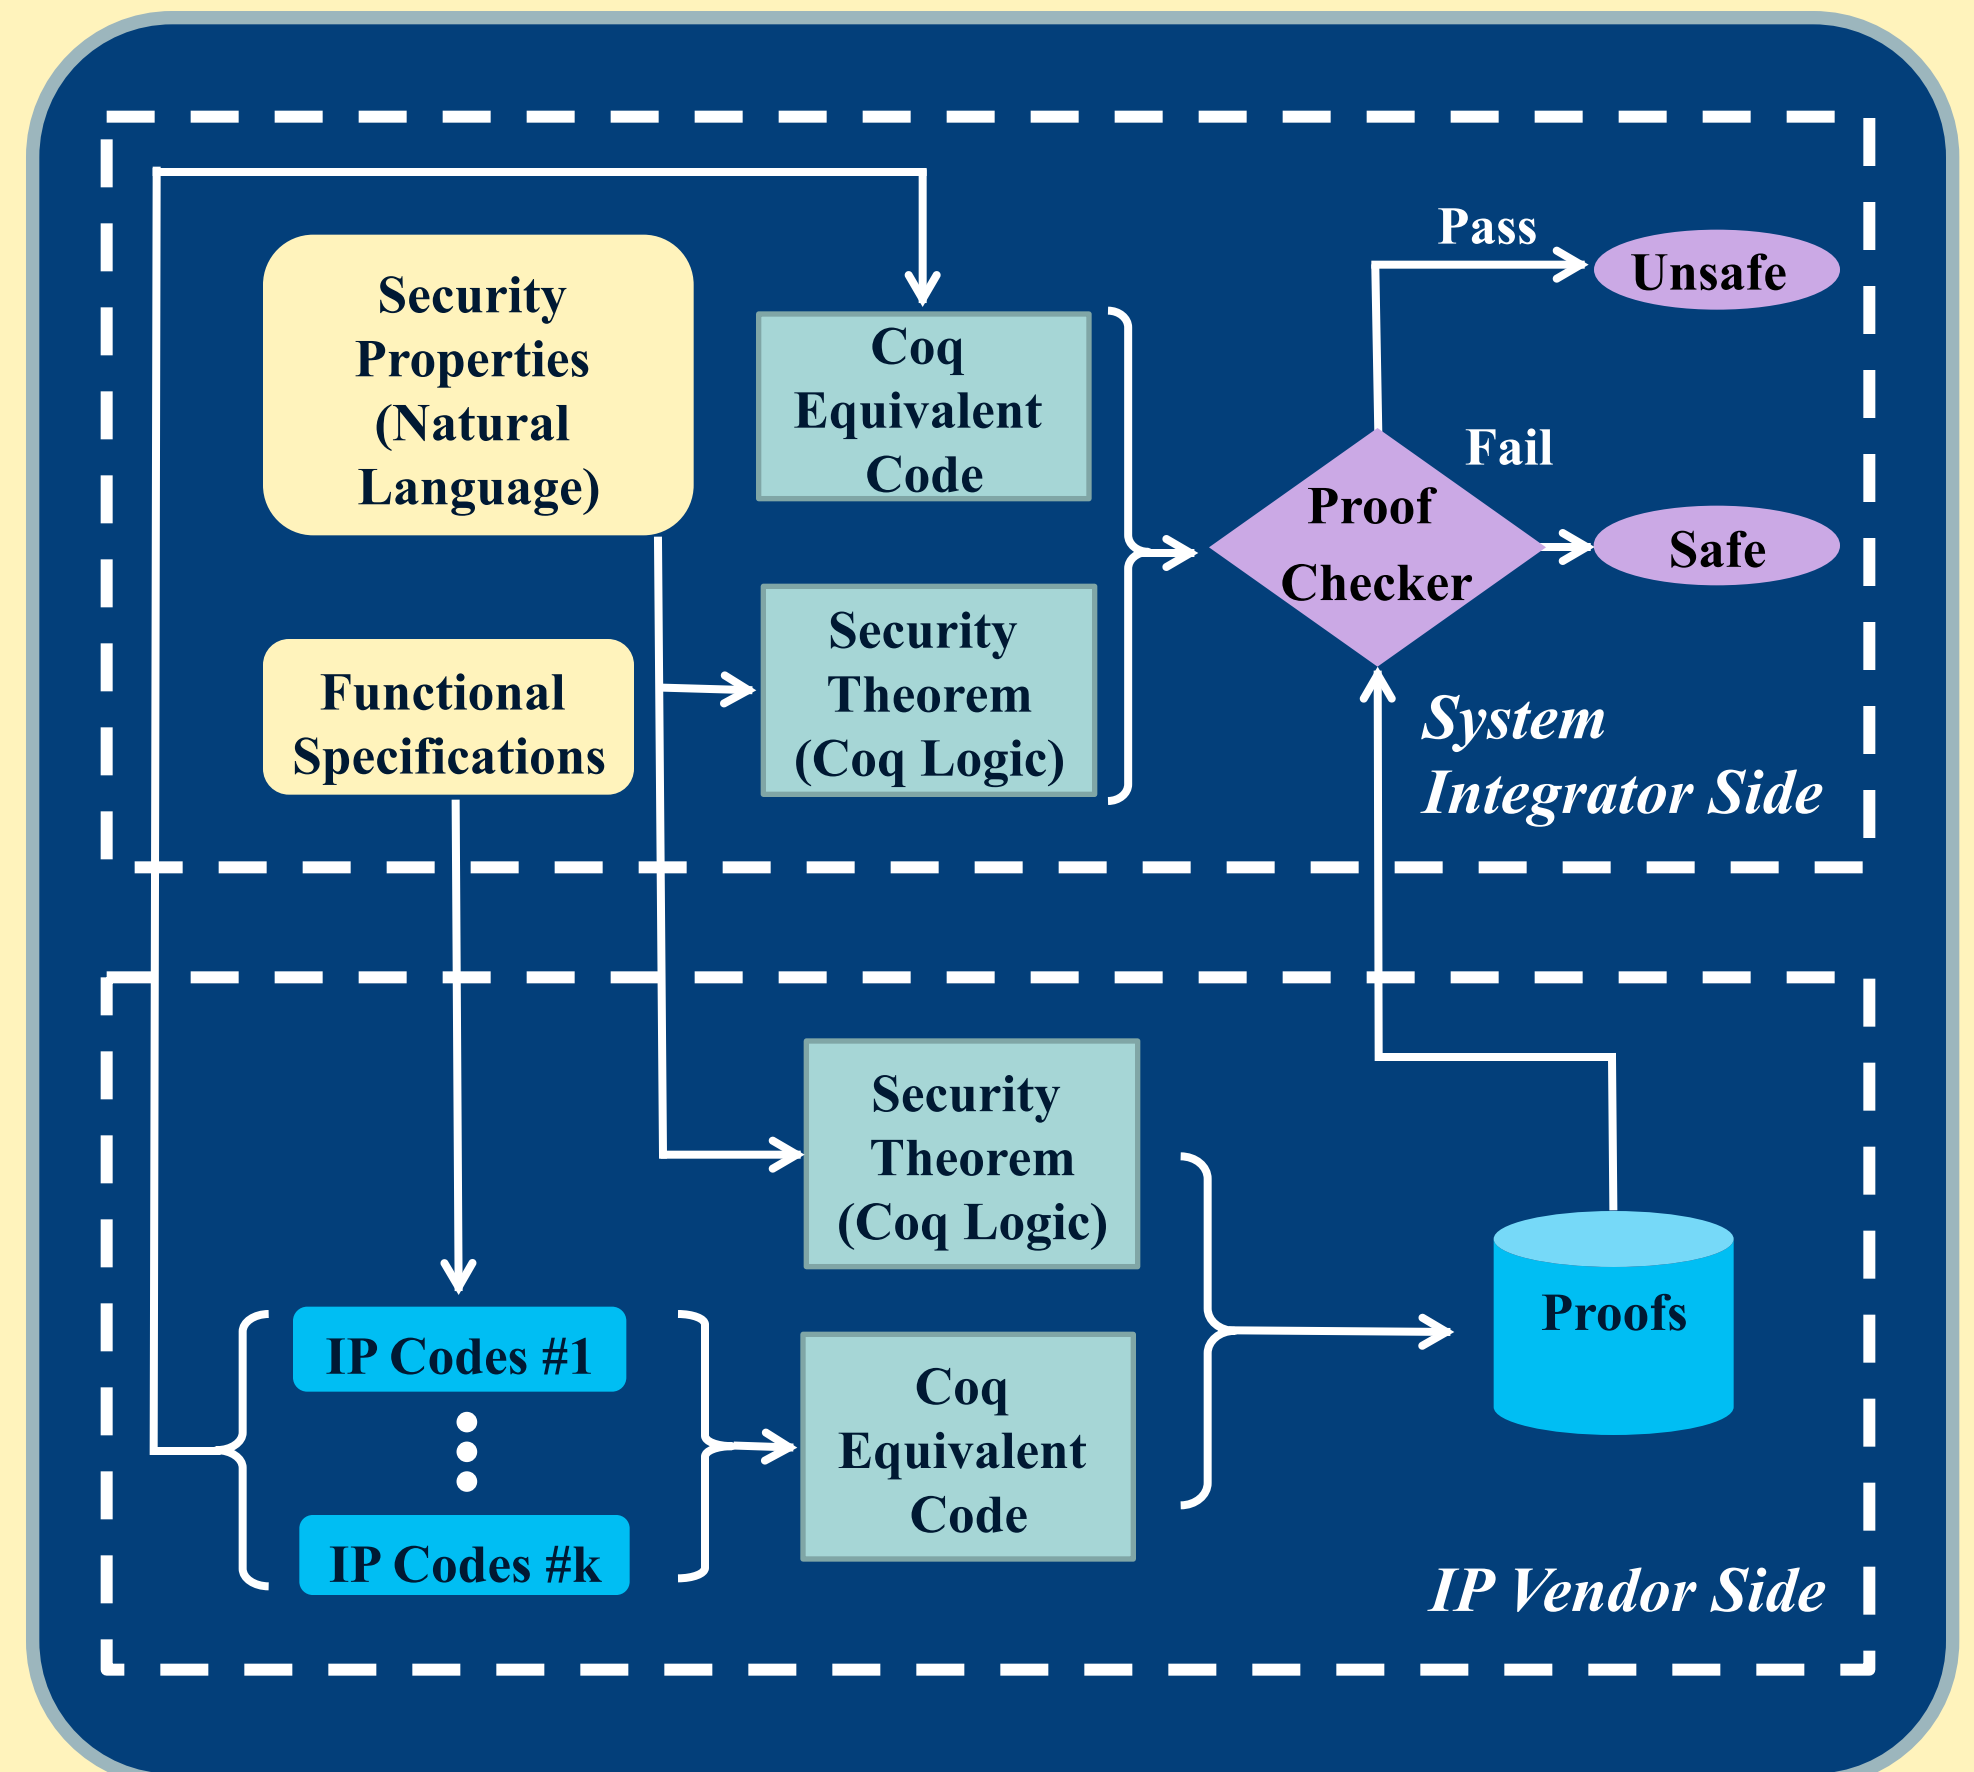 Security
Properties
(Natural
Language)
Coq
Equivalent
Code
Pass
Unsafe
Fail
Proof
Checker
Safe
Functional
Specifications
Security
Theorem
(Coq Logic)
System
Integrator Side
Security
Theorem
(Coq Logic)
Proofs
IP Codes #1
Coq
Equivalent
Code
IP Codes #k
IP Vendor Side